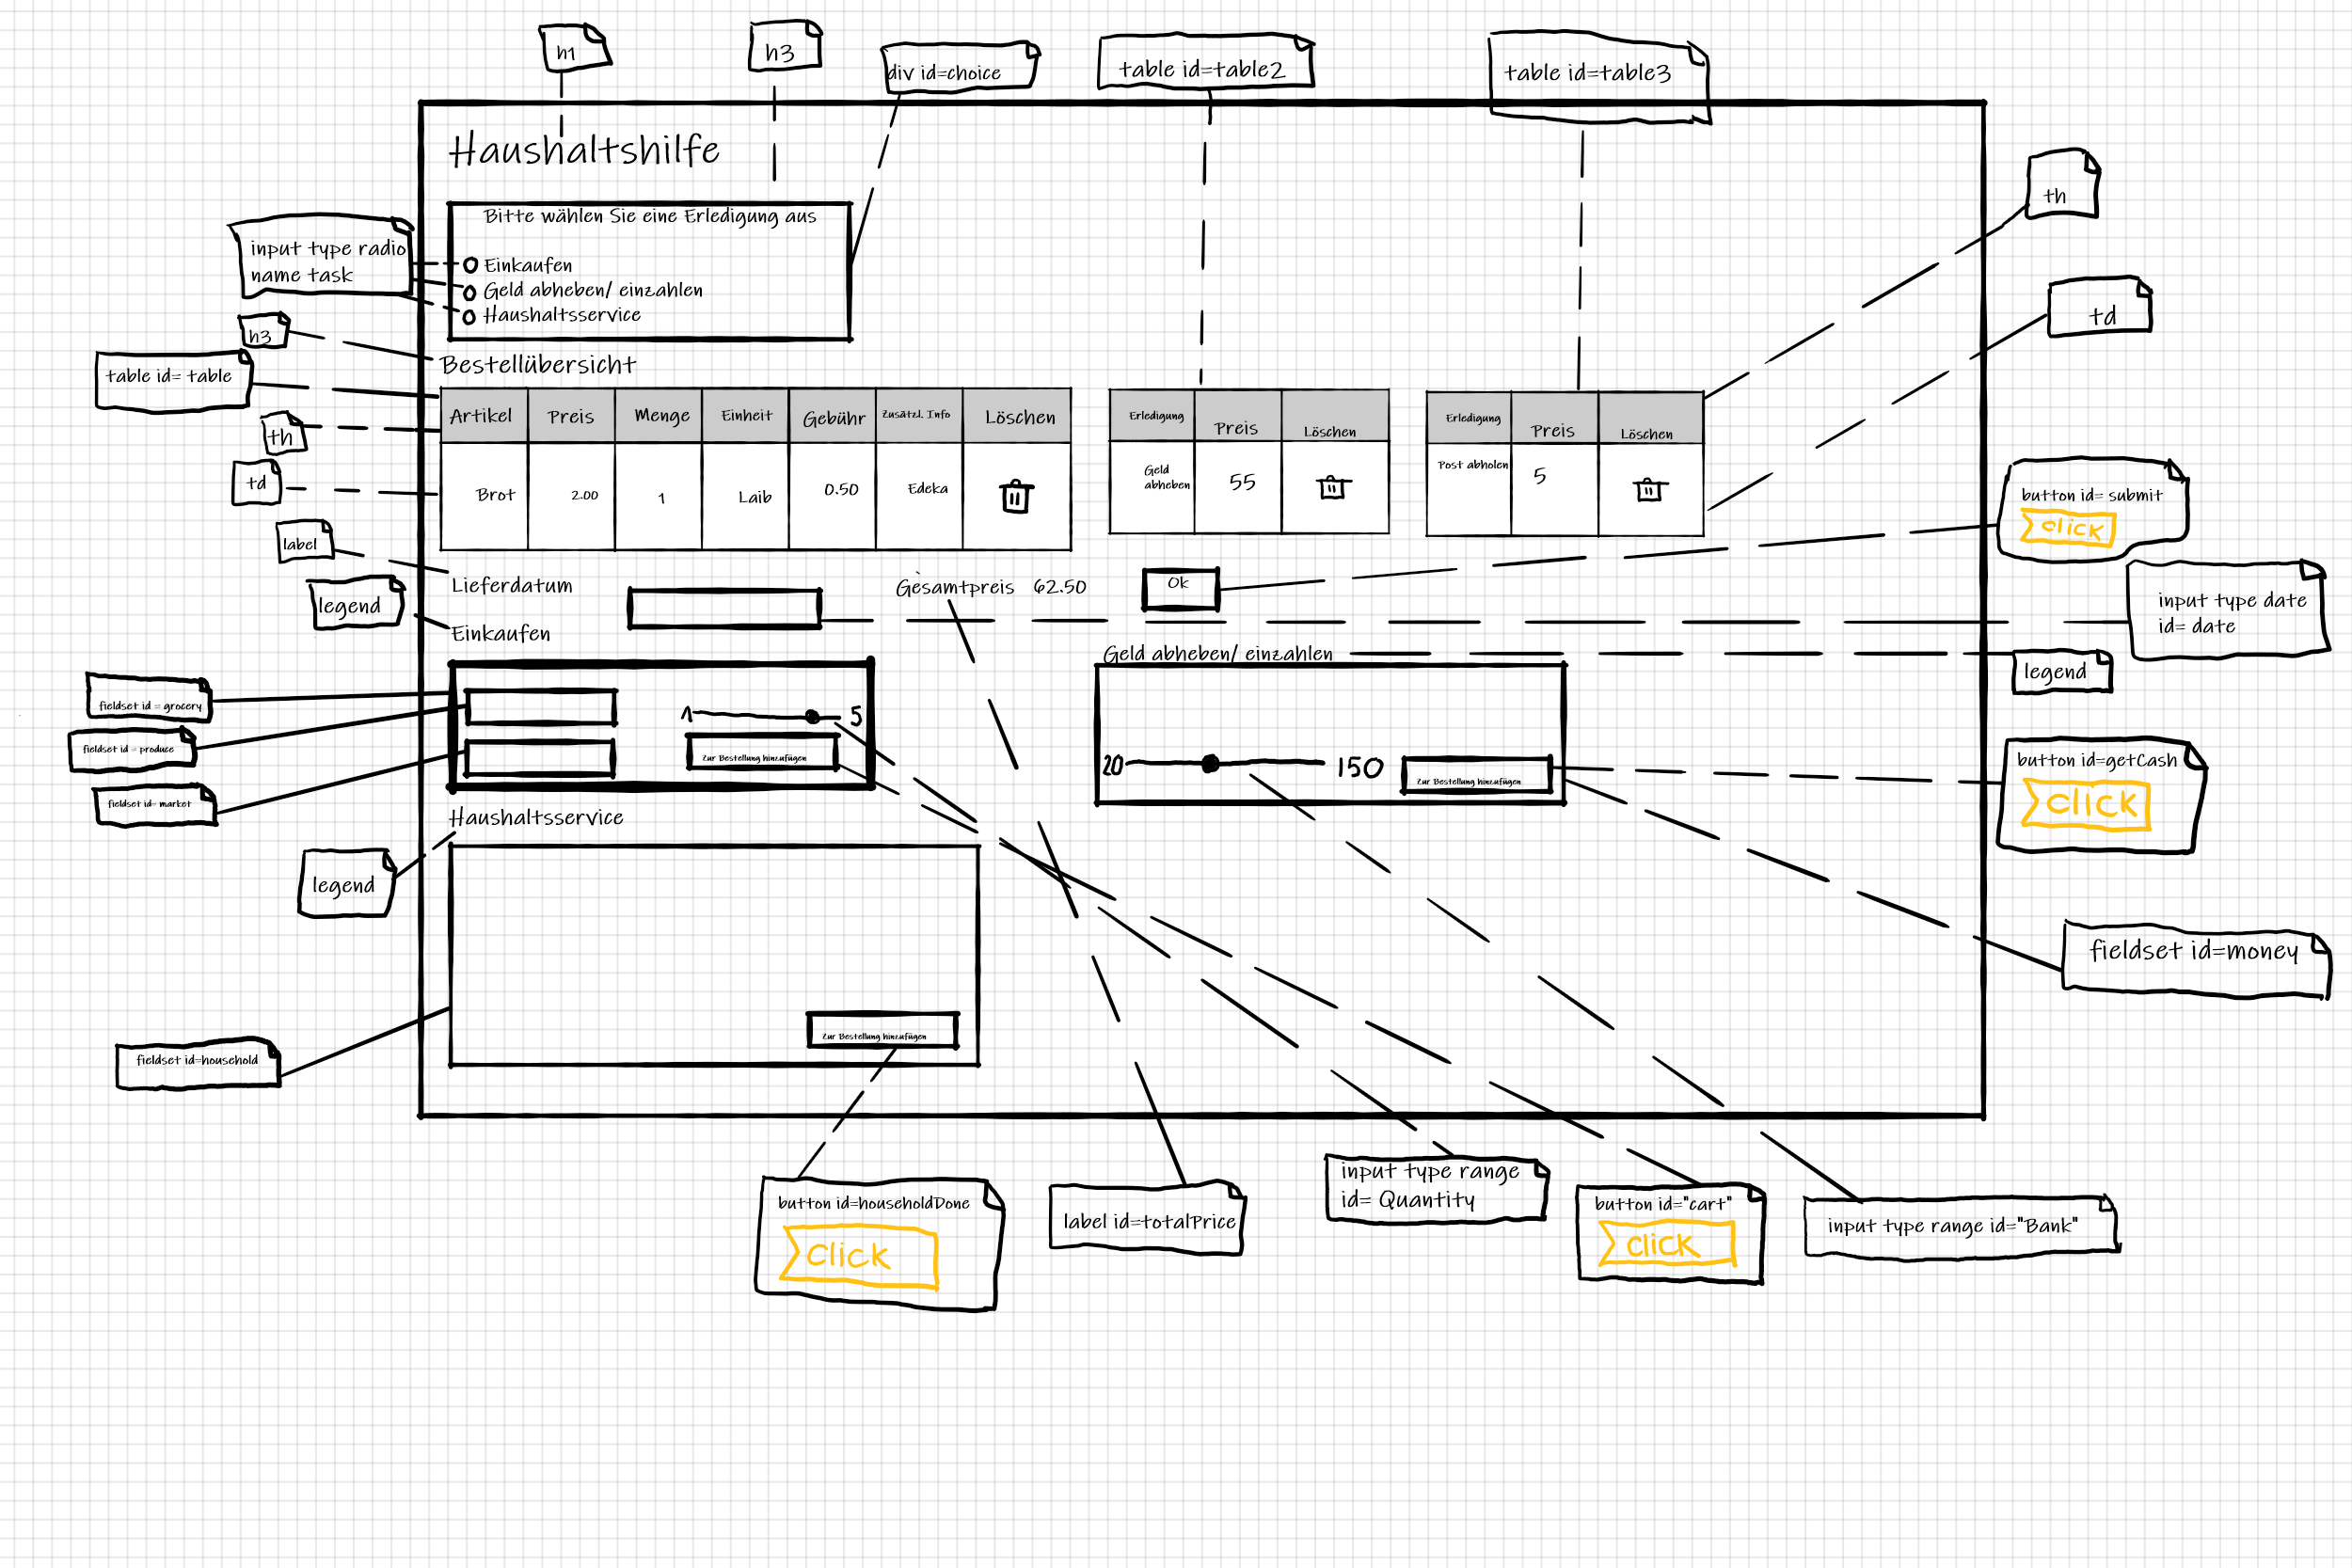 h1
h3
div id=choice
table id=table2
table id=table3
Haushaltshilfe
th
Bitte wählen Sie eine Erledigung aus
input type radio
name task
Einkaufen
Geld abheben/ einzahlen
Haushaltsservice
td
h3
Bestellübersicht
table id= table
Artikel
Preis
Menge
Einheit
Gebühr
Zusätzl. Info
Löschen
Erledigung
Preis
Löschen
Erledigung
Preis
Löschen
th
td
Brot
2.00
1
Laib
0.50
Edeka
Geld
abheben
55
Post abholen
5
button id= submit
click
label
Lieferdatum
Gesamtpreis 62.50
Ok
legend
input type date
id= date
Einkaufen
Geld abheben/ einzahlen
legend
fieldset id = grocery
fieldset id = produce
fieldset id= market
1
5
Zur Bestellung hinzufügen
20
150
Zur Bestellung hinzufügen
button id=getCash
click
Haushaltsservice
legend
fieldset id=money
Zur Bestellung hinzufügen
fieldset id=household
button id=householdDone
click
label id=totalPrice
input type range
id= Quantity
button id="cart"
click
input type range id="Bank"